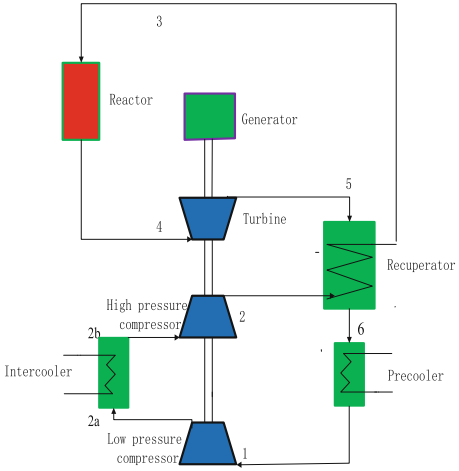 3
Reactor
Generator
5
4
Turbine
Recuperator
High pressure
compressor
2
2b
6
Intercooler
Precooler
2a
Low pressure
compressor
1